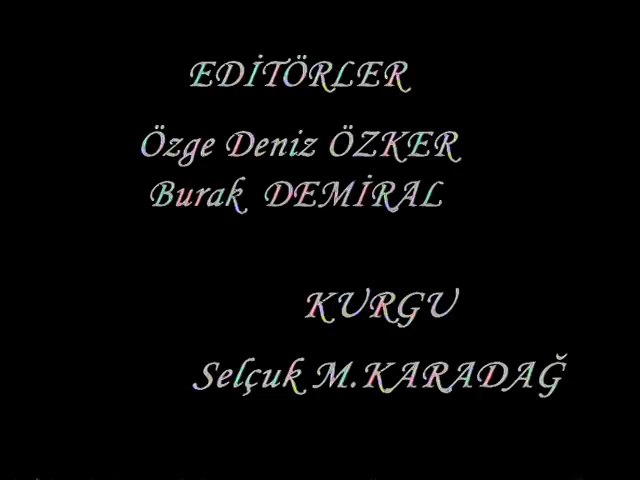 EDİTÖRLER
Özge Deniz ÖZKER
Burak DEMİRAL
KURGU
Selçuk M.KARADAĞ